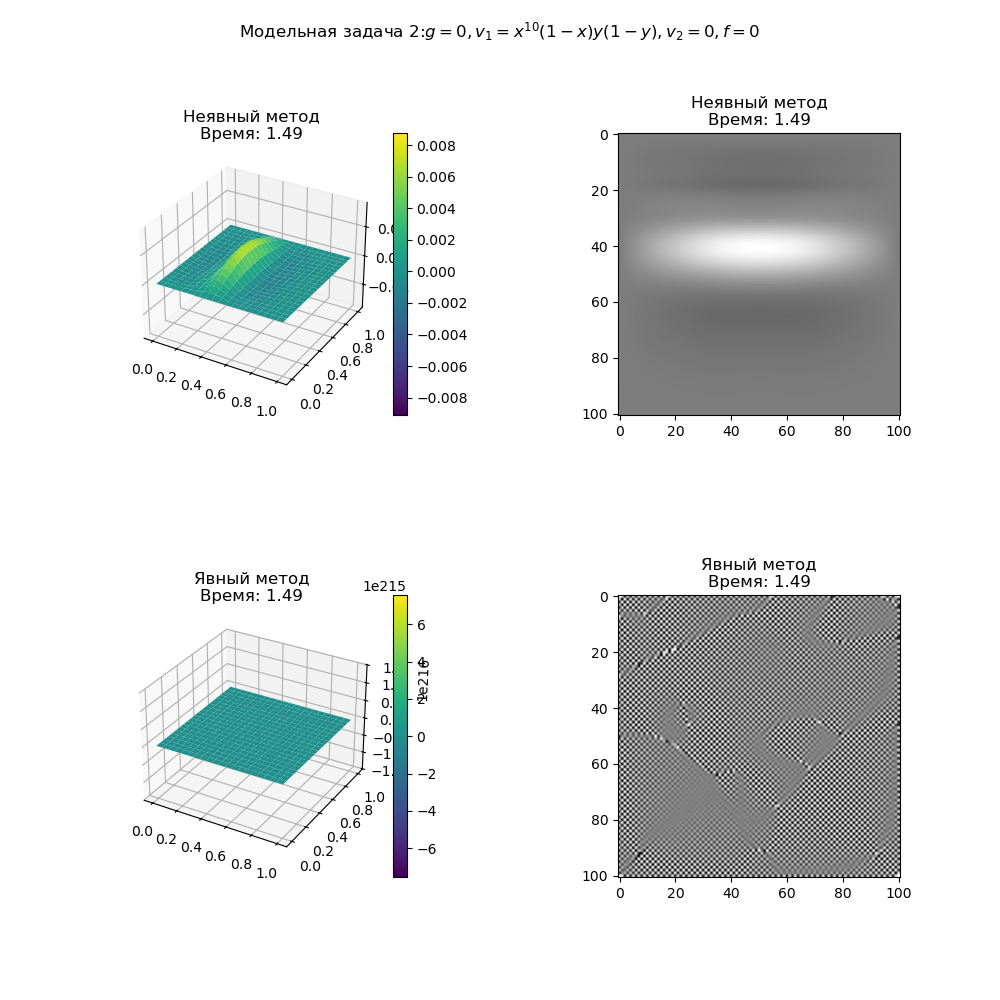 Модельная задача 2:g = 0, v₁ = x¹⁰(1 − x)y(1 − y), v₂ = 0, f = 0
Неявный метод
Время: 1.49
0.008
0.006
0.004
0.002
0.000
−0.002
−0.004
−0.006
−0.008
0.0 0.2 0.4 0.6 0.8 1.0
0.0 0.2 0.4 0.6 0.8 1.0
Неявный метод
Время: 1.49
0
20
40
60
80
100
0 20 40 60 80 100
Явный метод
Время: 1.49
1e215
6
4
2
0
−2
−4
−6
0.0 0.2 0.4 0.6 0.8 1.0
0.0 0.2 0.4 0.6 0.8 1.0
Явный метод
Время: 1.49
0
20
40
60
80
100
0 20 40 60 80 100